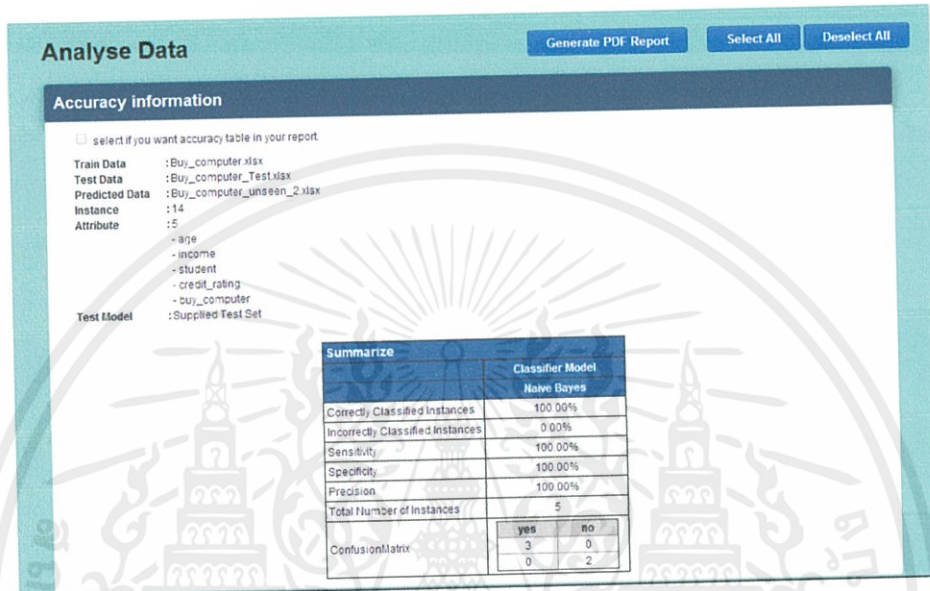 Analyse Data
Generate PDF Report
Select All
Deselect All
Accuracy information
select if you want accuracy table in your report.
Train Data :Buy_computer.xlsx
Test Data :Buy_computer_Test.xlsx
Predicted Data :Buy_computer_unseen_2.xlsx
Instance :14
Attribute :5
- age
- income
- student
- credit_rating
- buy_computer
Test Model :Supplied Test Set
Summarize
Classifier Model
Naive Bayes
Correctly Classified Instances 100.00%
Incorrectly Classified Instances 0.00%
Sensitivity 100.00%
Specificity 100.00%
Precision 100.00%
Total Number of Instances 5
ConfusionMatrix
yes no
3 0
0 2